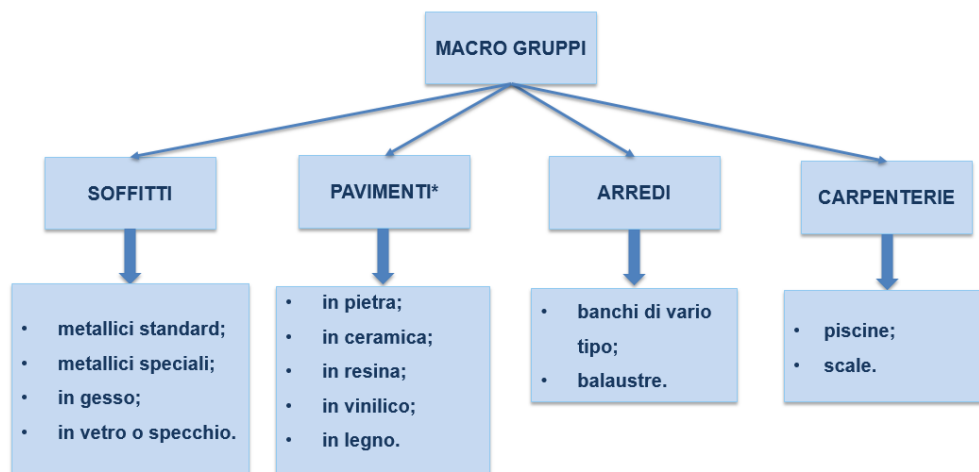 MACRO GRUPPI
SOFFITTI
PAVIMENTI*
ARREDI
CARPENTERIE
• metallici standard;
• metallici speciali;
• in gesso;
• in vetro o specchio.
• in pietra;
• in ceramica;
• in resina;
• in vinilico;
• in legno.
• banchi di vario
tipo;
• balaustre.
• piscine;
• scale.